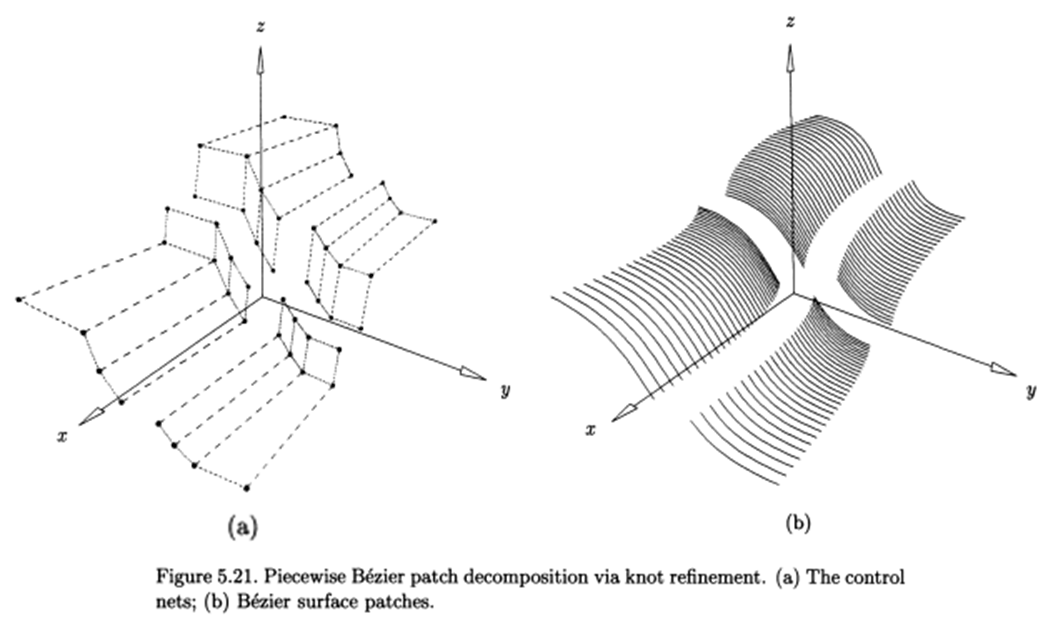 z
z
y
y
x
x
(a)
(b)
Figure 5.21. Piecewise Bézier patch decomposition via knot refinement. (a) The control
nets; (b) Bézier surface patches.